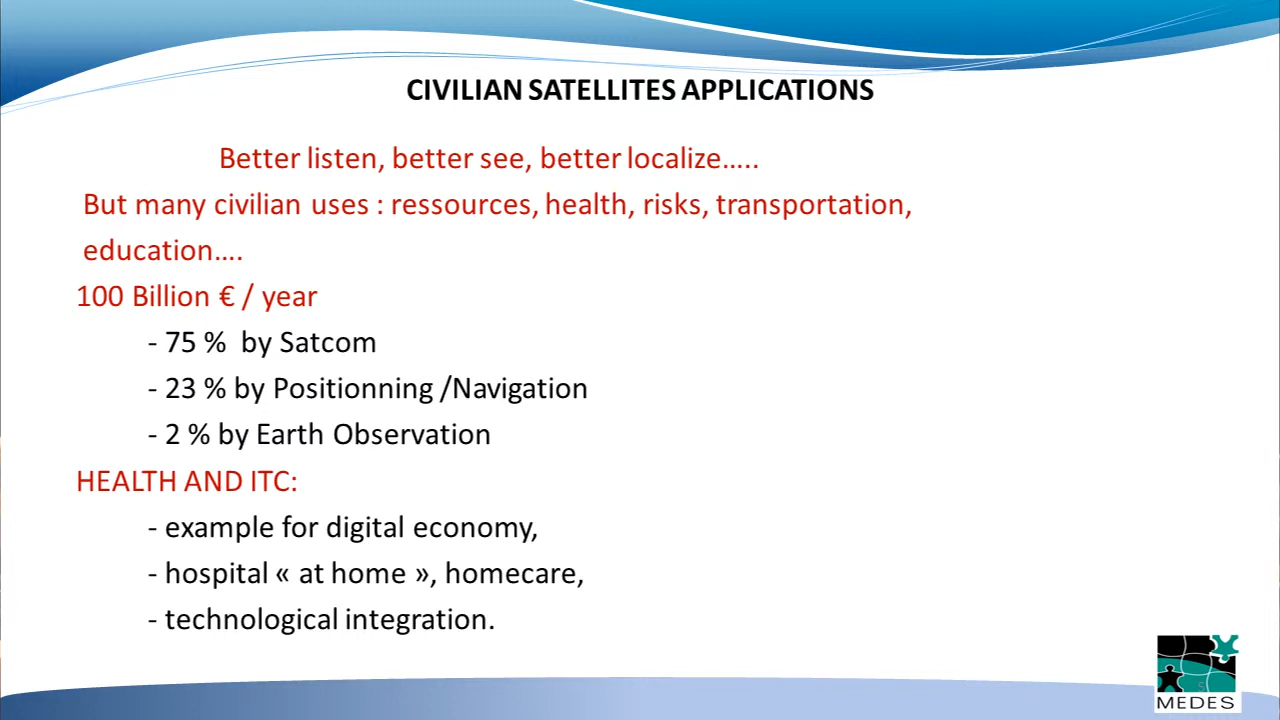 CIVILIAN SATELLITES APPLICATIONS
Better listen, better see, better localize…..
But many civilian uses : ressources, health, risks, transportation,
education….
100 Billion € / year
- 75 %  by Satcom
- 23 % by Positionning /Navigation
- 2 % by Earth Observation
HEALTH AND ITC:
- example for digital economy,
- hospital « at home », homecare,
- technological integration.
MEDES